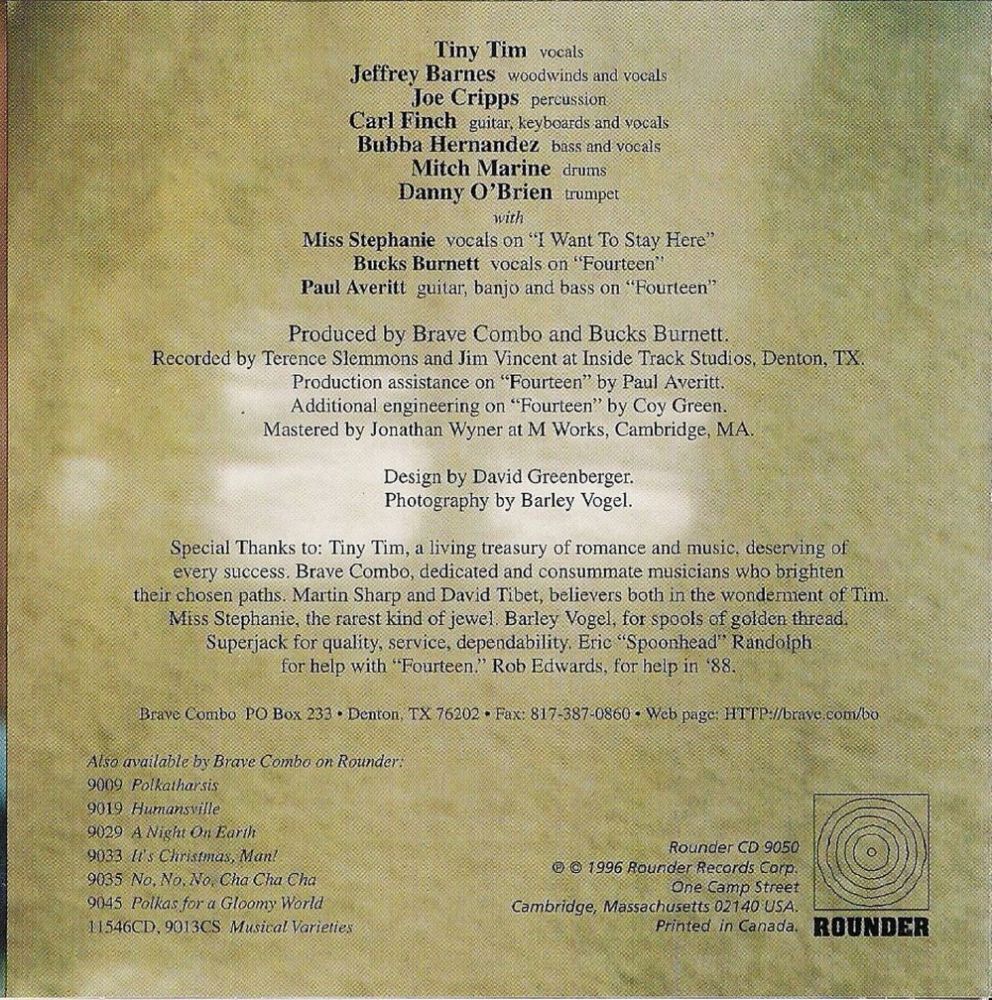 Tiny Tim vocals
Jeffrey Barnes woodwinds and vocals
Joe Cripps percussion
Carl Finch guitar, keyboards and vocals
Bubba Hernandez bass and vocals
Mitch Marine drums
Danny O'Brien trumpet
with
Miss Stephanie vocals on "I Want To Stay Here"
Bucks Burnett vocals on "Fourteen"
Paul Averitt guitar, banjo and bass on "Fourteen"
Produced by Brave Combo and Bucks Burnett.
Recorded by Terence Slemmons and Jim Vincent at Inside Track Studios, Denton, TX.
Production assistance on "Fourteen" by Paul Averitt.
Additional engineering on "Fourteen" by Coy Green.
Mastered by Jonathan Wyner at M Works, Cambridge, MA.
Design by David Greenberger.
Photography by Barley Vogel.
Special Thanks to: Tiny Tim, a living treasury of romance and music, deserving of
every success. Brave Combo, dedicated and consummate musicians who brighten
their chosen paths. Martin Sharp and David Tibet, believers both in the wonderment of Tim.
Miss Stephanie, the rarest kind of jewel. Barley Vogel, for spools of golden thread.
Superjack for quality, service, dependability. Eric "Spoonhead" Randolph
for help with "Fourteen." Rob Edwards, for help in '88.
Brave Combo PO Box 233 • Denton, TX 76202 • Fax: 817-387-0860 • Web page: HTTP://brave.com/bo
Also available by Brave Combo on Rounder:
9009 Polkatharsis
9019 Humansville
9029 A Night On Earth
9033 It's Christmas, Man!
9035 No, No, No, Cha Cha Cha
9045 Polkas for a Gloomy World
11546CD, 9013CS Musical Varieties
Rounder CD 9050
℗ © 1996 Rounder Records Corp.
One Camp Street
Cambridge, Massachusetts 02140 USA.
Printed in Canada.
ROUNDER